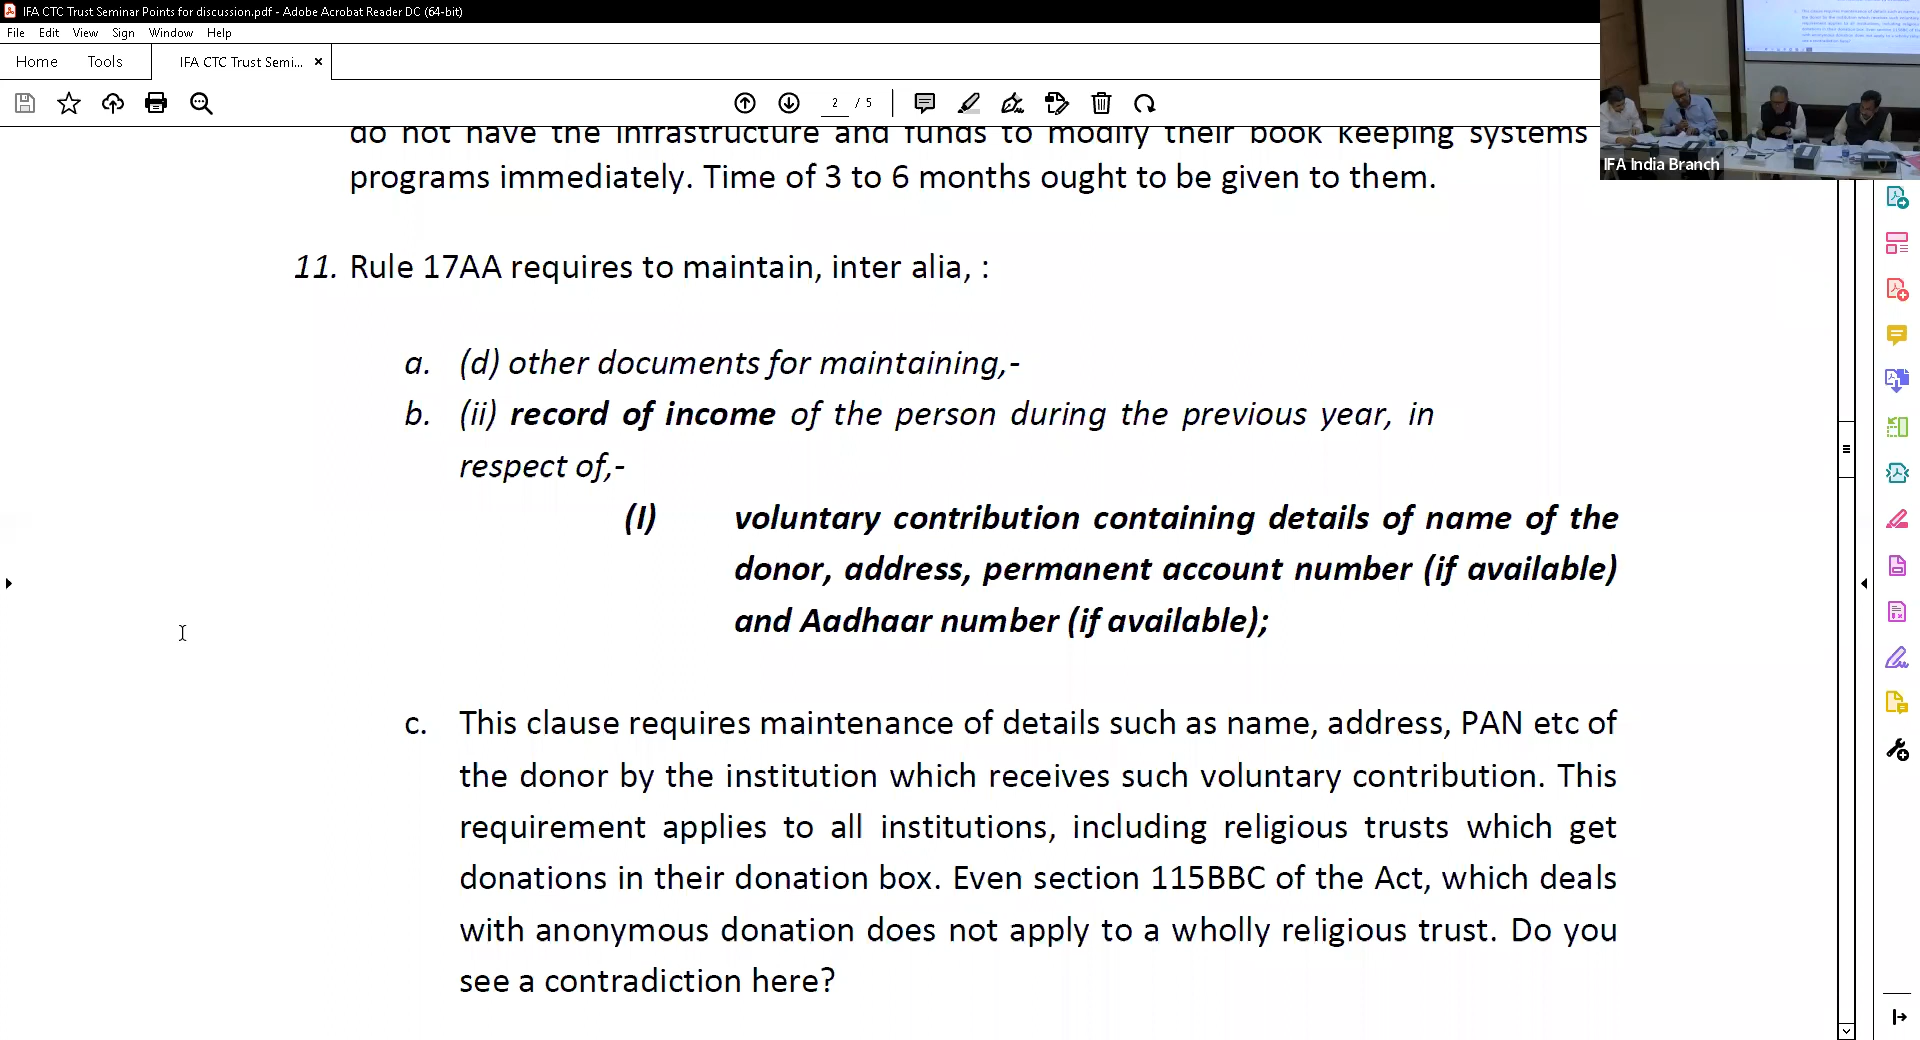 IFA CTC Trust Seminar Points for discussion.pdf - Adobe Acrobat Reader DC (64-bit)
File Edit View Sign Window Help
Home Tools IFA CTC Trust Semi... ×
2 / 5
IFA India Branch
do not have the infrastructure and funds to modify their book keeping systems
programs immediately. Time of 3 to 6 months ought to be given to them.
11. Rule 17AA requires to maintain, inter alia, :
a. (d) other documents for maintaining,-
b. (ii) record of income of the person during the previous year, in
respect of,-
(I) voluntary contribution containing details of name of the
donor, address, permanent account number (if available)
and Aadhaar number (if available);
c. This clause requires maintenance of details such as name, address, PAN etc of
the donor by the institution which receives such voluntary contribution. This
requirement applies to all institutions, including religious trusts which get
donations in their donation box. Even section 115BBC of the Act, which deals
with anonymous donation does not apply to a wholly religious trust. Do you
see a contradiction here?